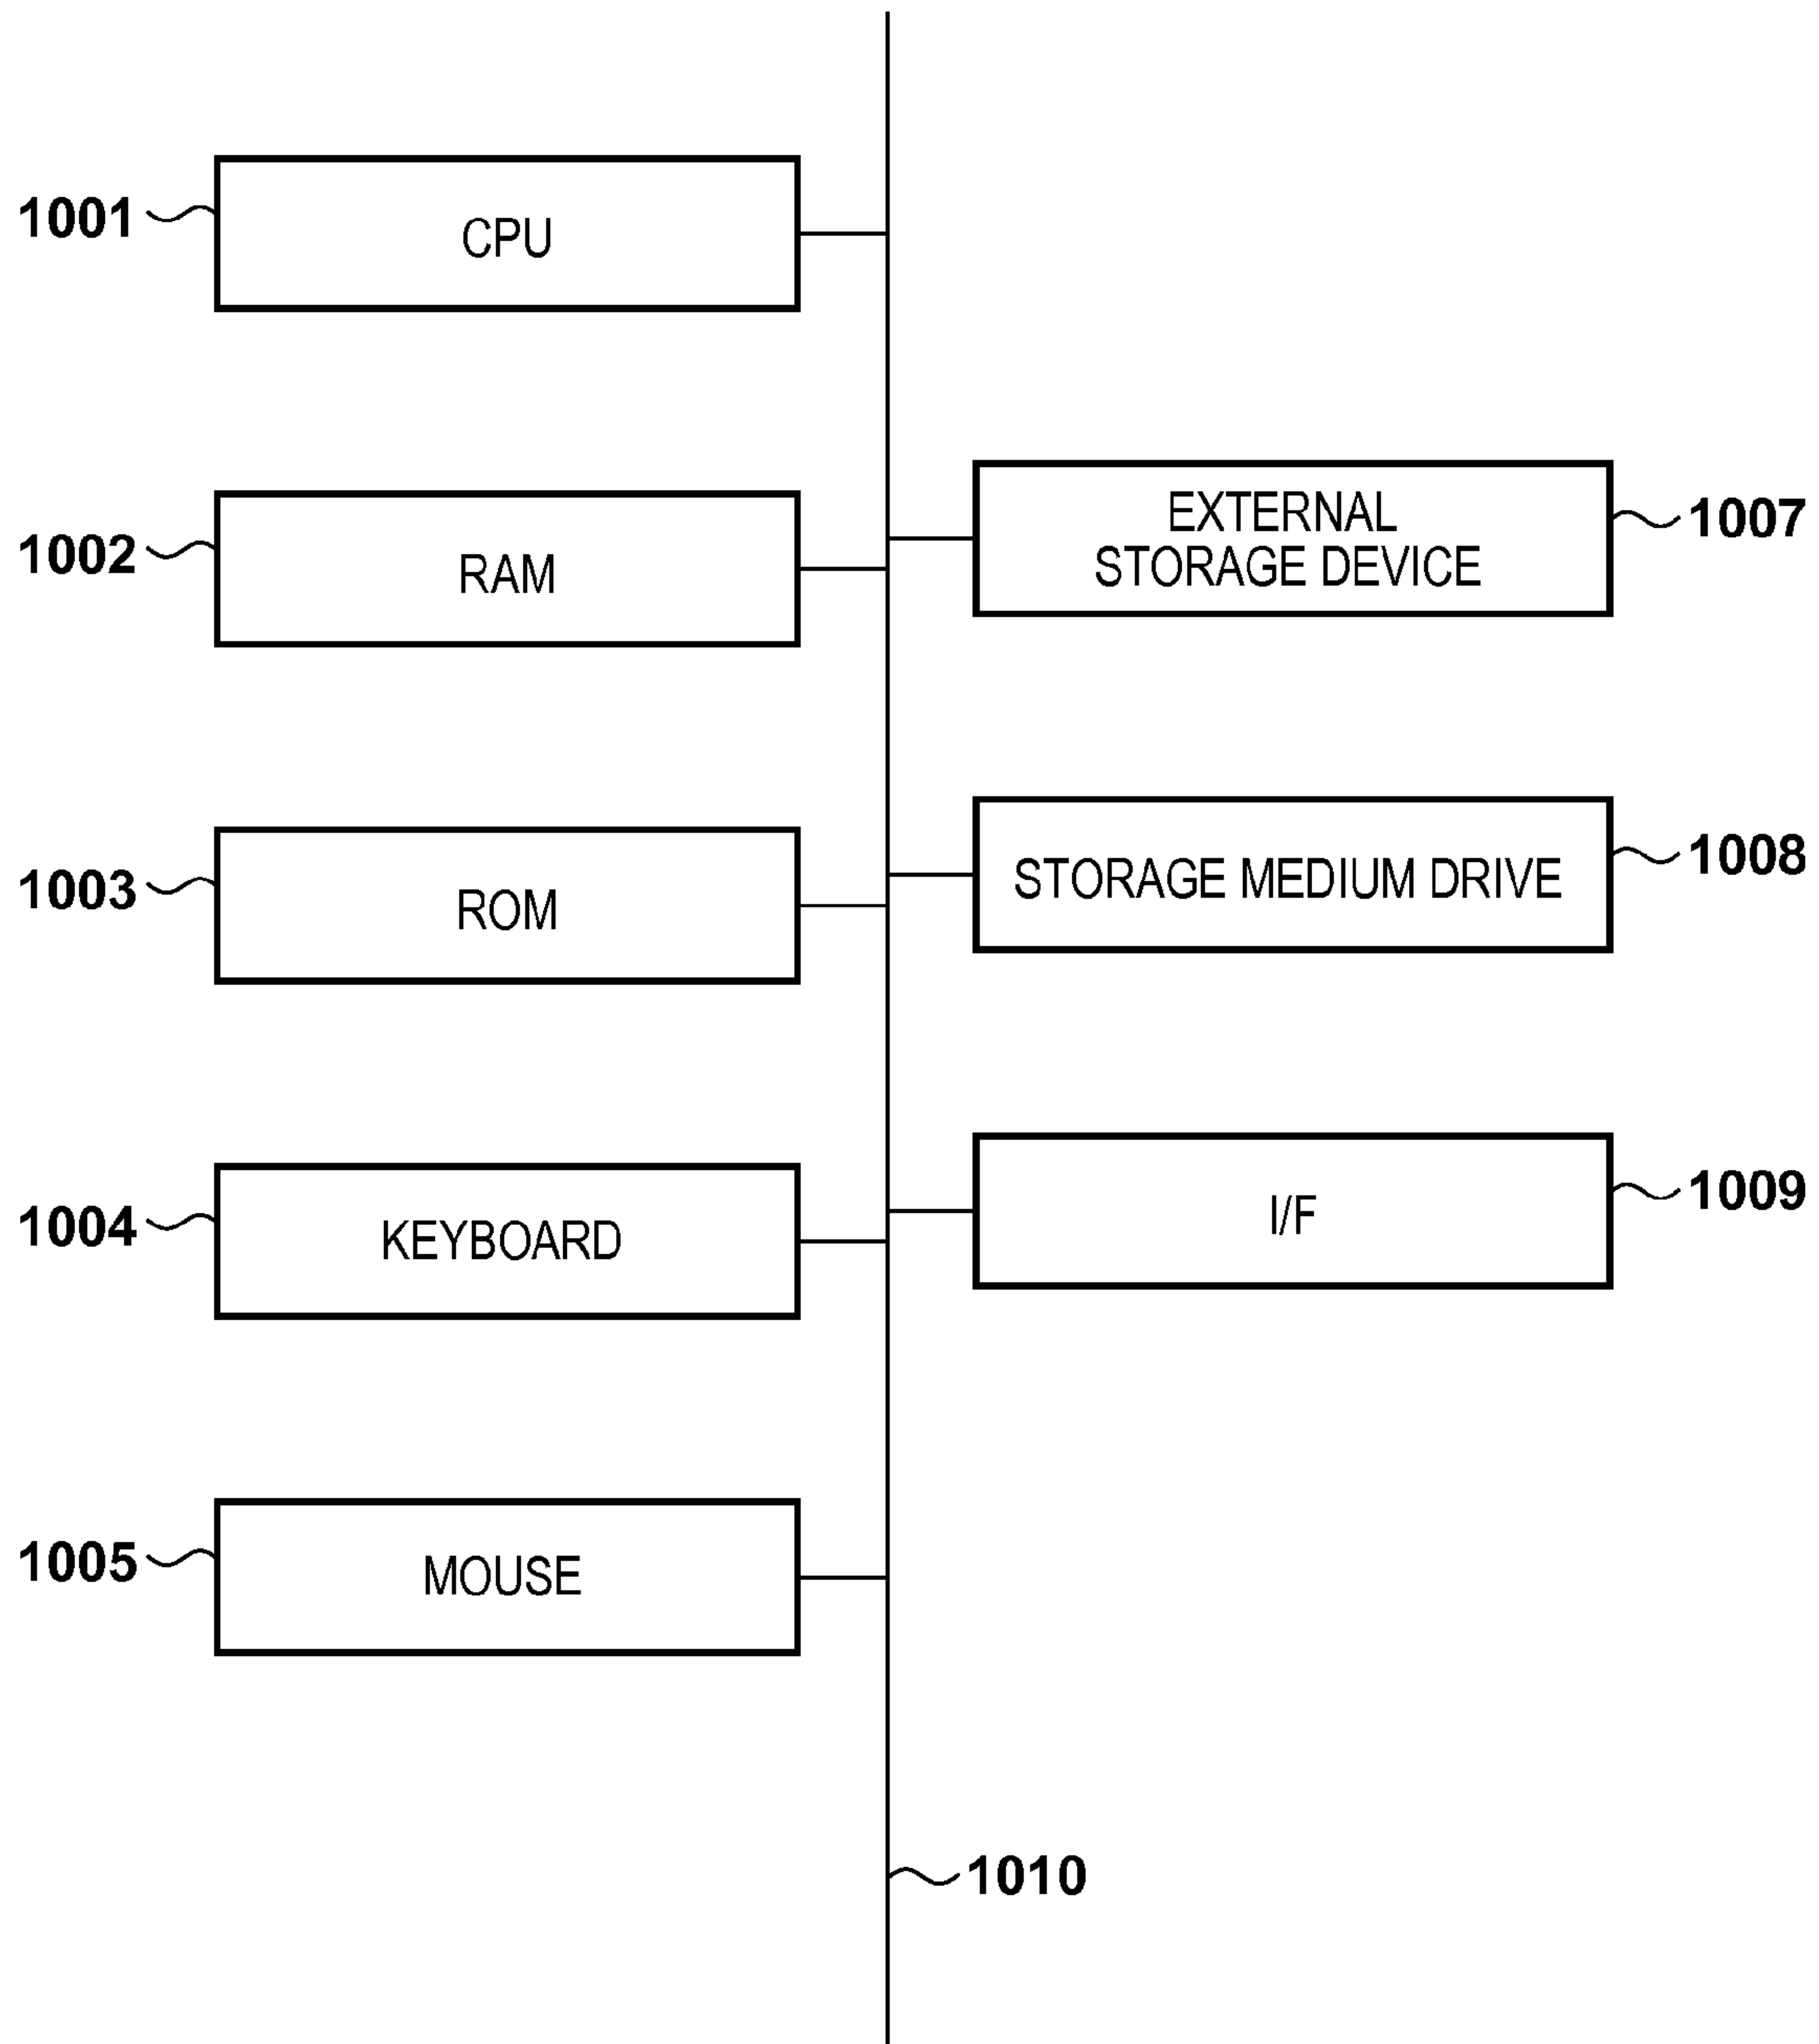 1001
CPU
1002
RAM
1003
ROM
1004
KEYBOARD
1005
MOUSE
EXTERNAL
STORAGE DEVICE
1007
STORAGE MEDIUM DRIVE
1008
I/F
1009
1010